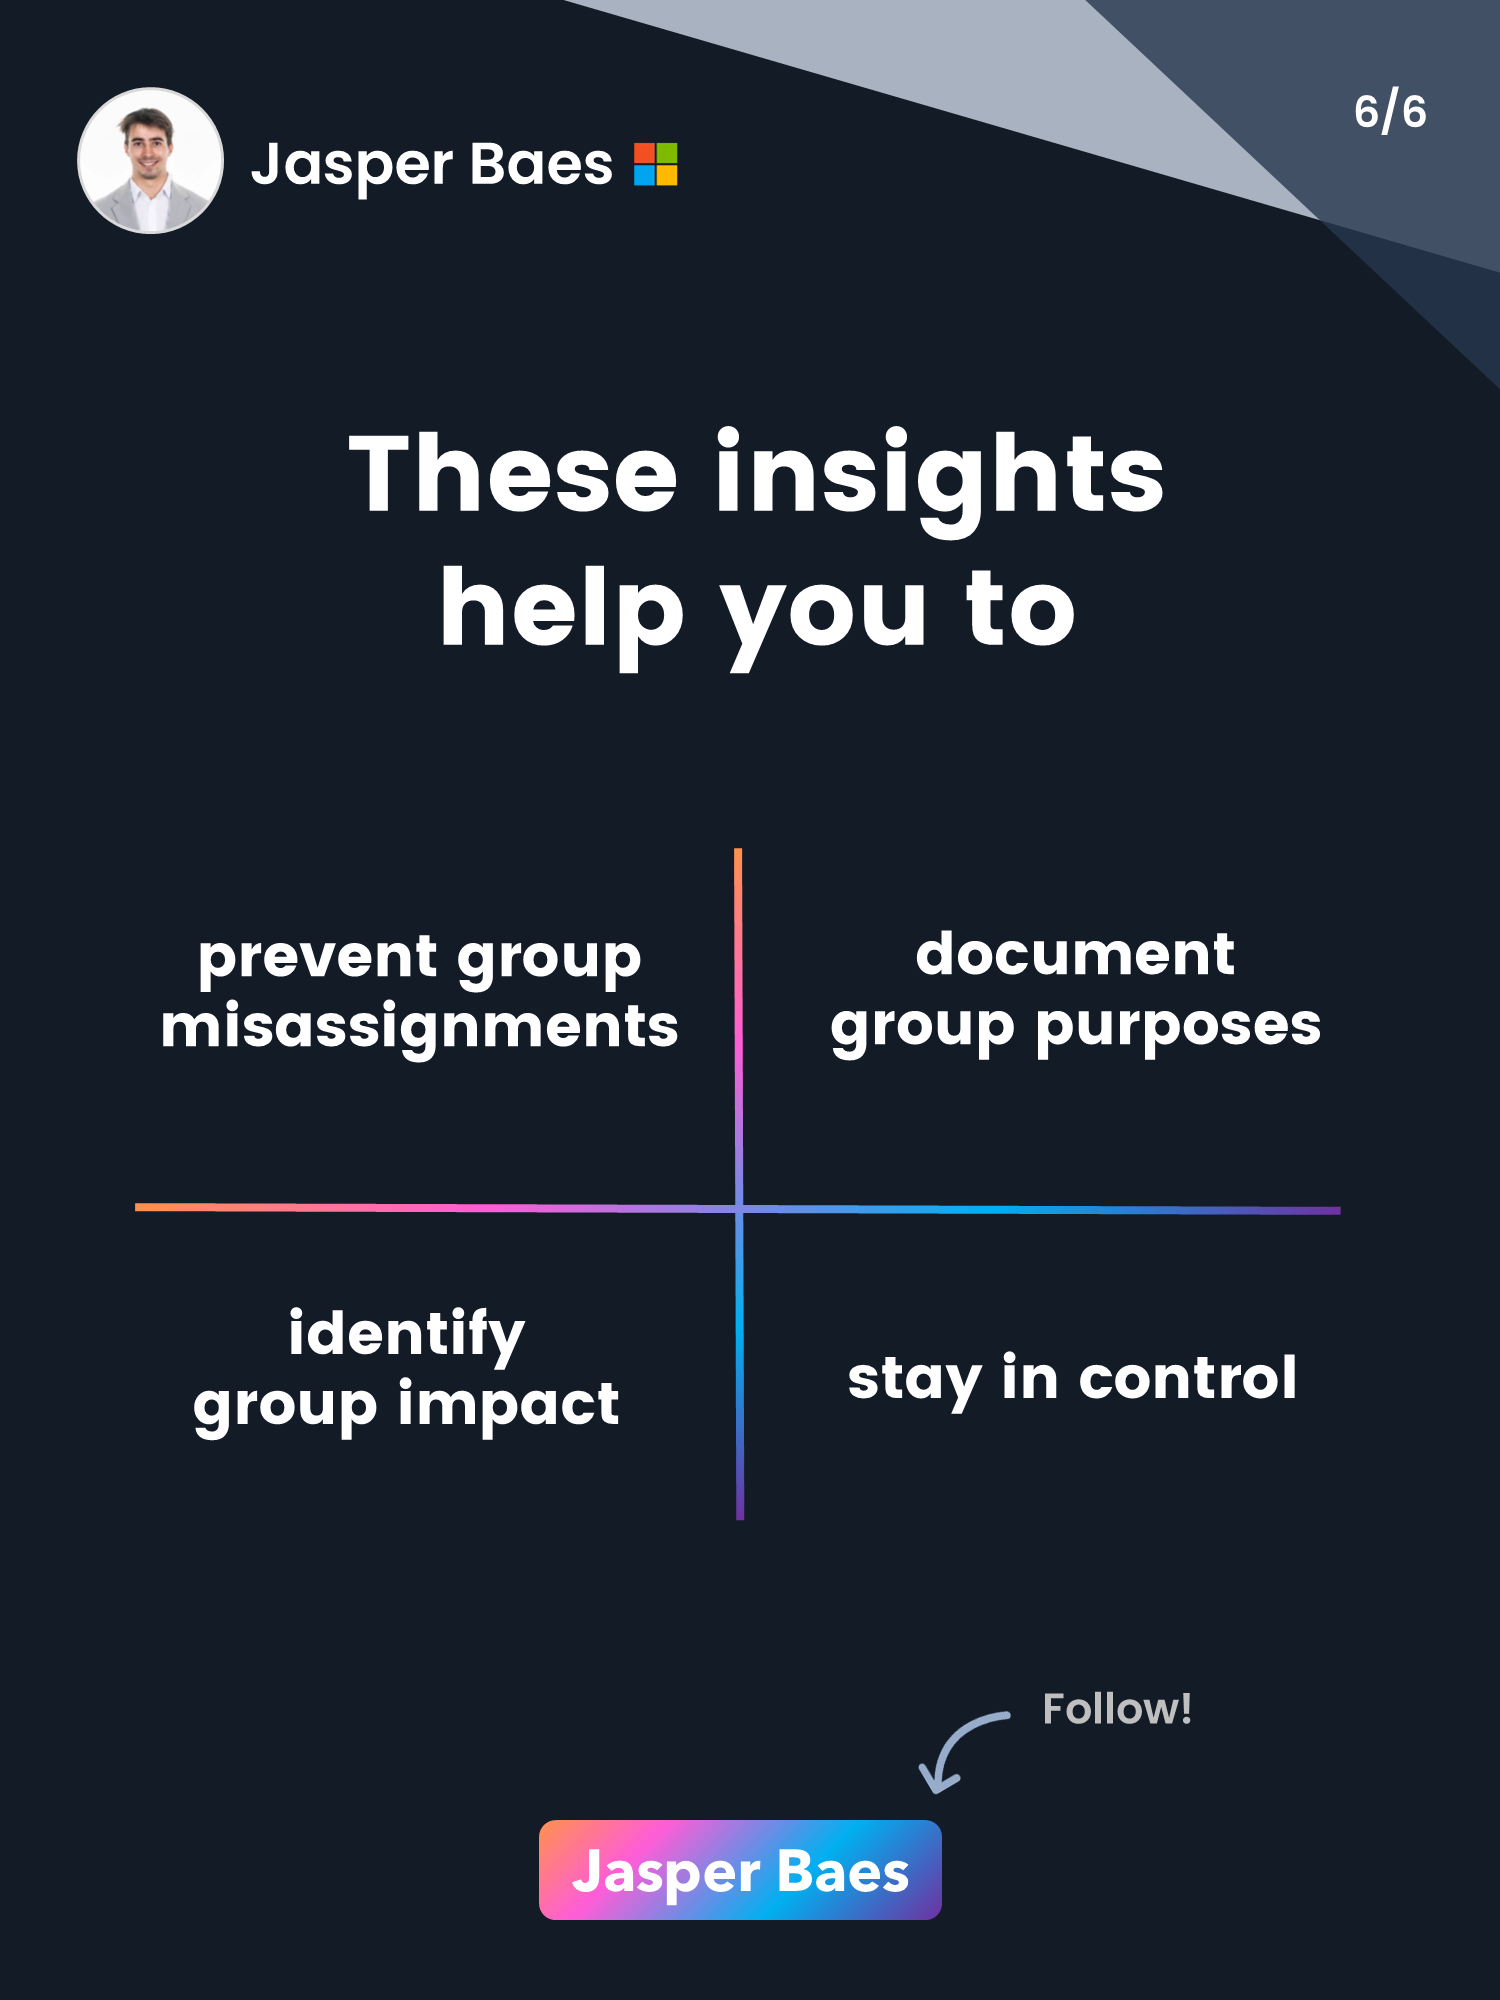 Jasper Baes
6/6
These insights
help you to
prevent group
misassignments
document
group purposes
identify
group impact
stay in control
Follow!
Jasper Baes